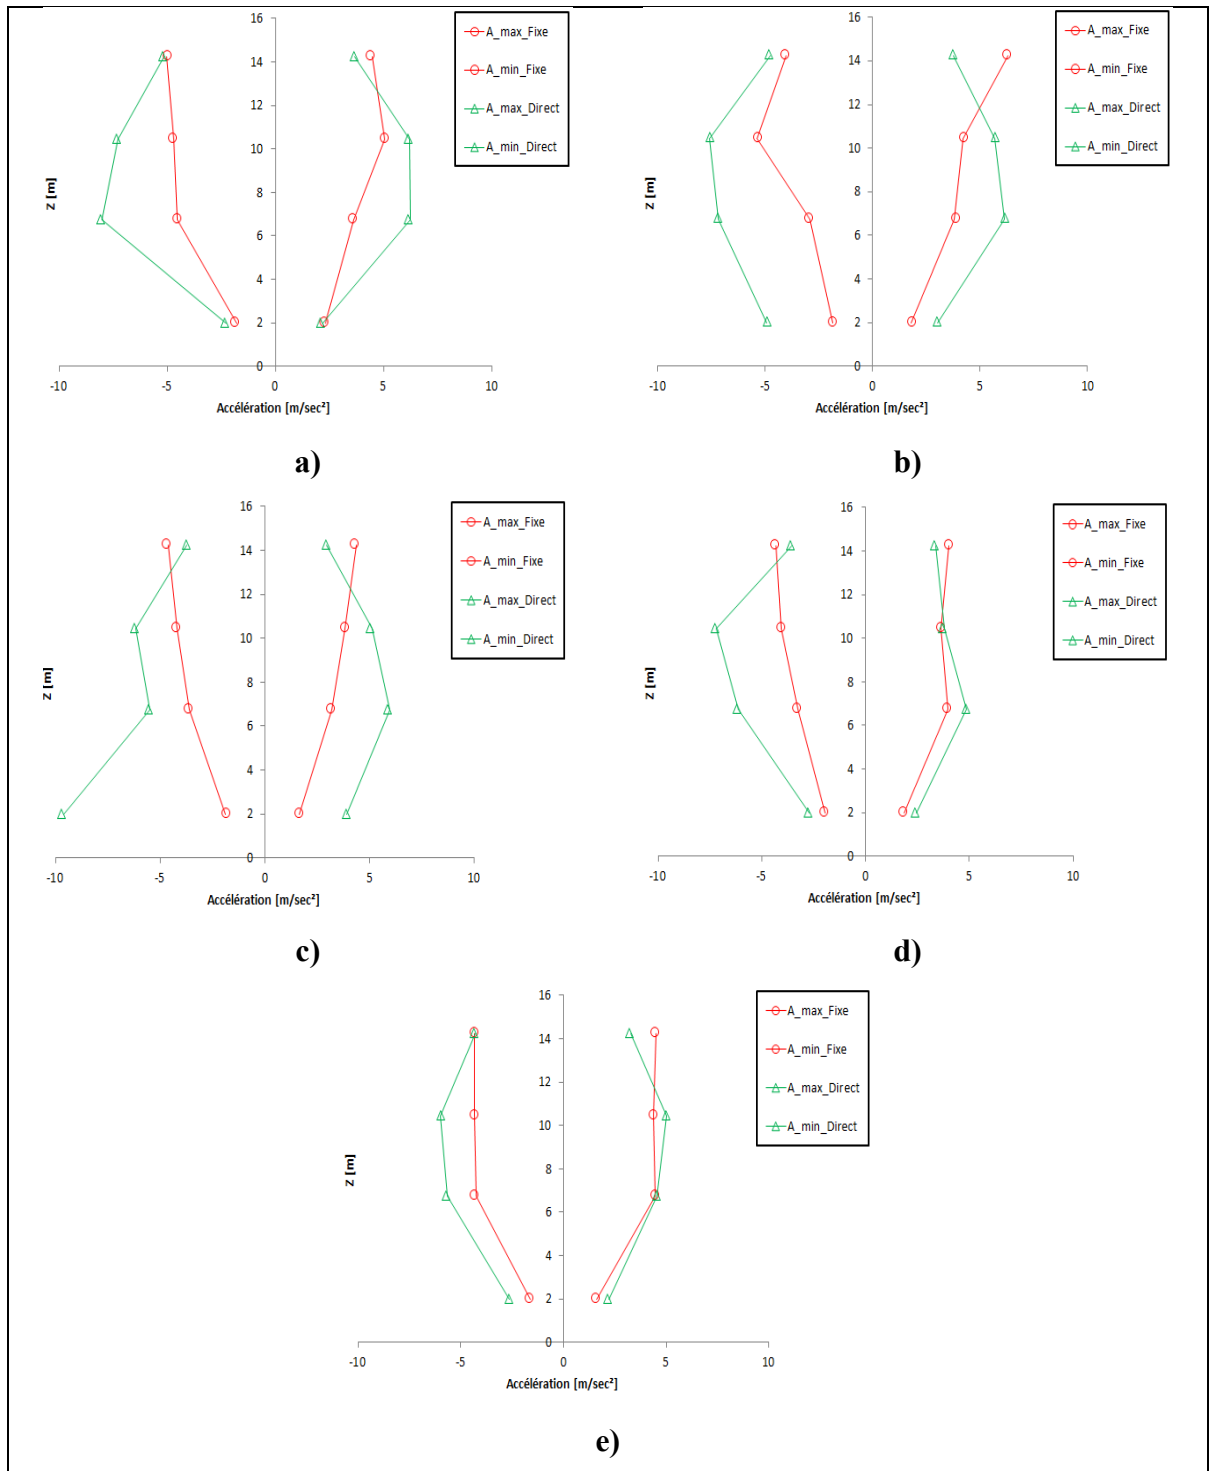 16
14
12
10
8
6
4
2
0
-10 -5 0 5 10
Z [m]
Accélération [m/sec²]
A_max_Fixe
A_min_Fixe
A_max_Direct
A_min_Direct
a)
16
14
12
10
8
6
4
2
0
-10 -5 0 5 10
Z [m]
Accélération [m/sec²]
A_max_Fixe
A_min_Fixe
A_max_Direct
A_min_Direct
b)
16
14
12
10
8
6
4
2
0
-10 -5 0 5 10
Z [m]
Accélération [m/sec²]
A_max_Fixe
A_min_Fixe
A_max_Direct
A_min_Direct
c)
16
14
12
10
8
6
4
2
0
-10 -5 0 5 10
Z [m]
Accélération [m/sec²]
A_max_Fixe
A_min_Fixe
A_max_Direct
A_min_Direct
d)
16
14
12
10
8
6
4
2
0
-10 -5 0 5 10
Z [m]
Accélération [m/sec²]
A_max_Fixe
A_min_Fixe
A_max_Direct
A_min_Direct
e)